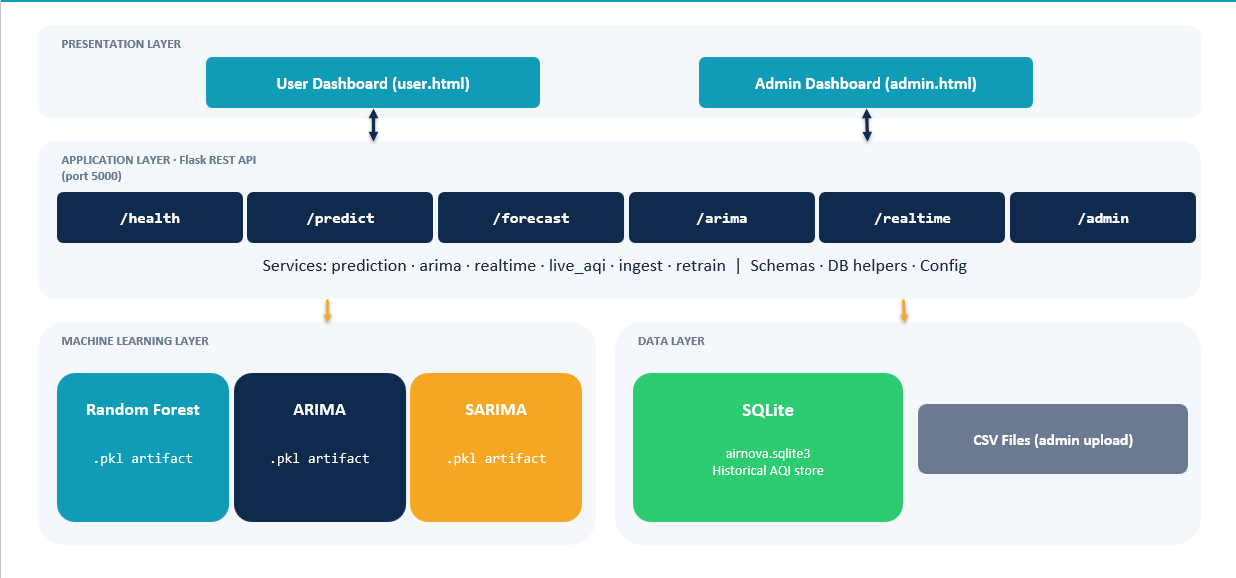 PRESENTATION LAYER
User Dashboard (user.html)
Admin Dashboard (admin.html)
APPLICATION LAYER · Flask REST API
(port 5000)
/health
/predict
/forecast
/arima
/realtime
/admin
Services: prediction · arima · realtime · live_aqi · ingest · retrain | Schemas · DB helpers · Config
MACHINE LEARNING LAYER
Random Forest
.pkl artifact
ARIMA
.pkl artifact
SARIMA
.pkl artifact
DATA LAYER
SQLite
airnova.sqlite3
Historical AQI store
CSV Files (admin upload)